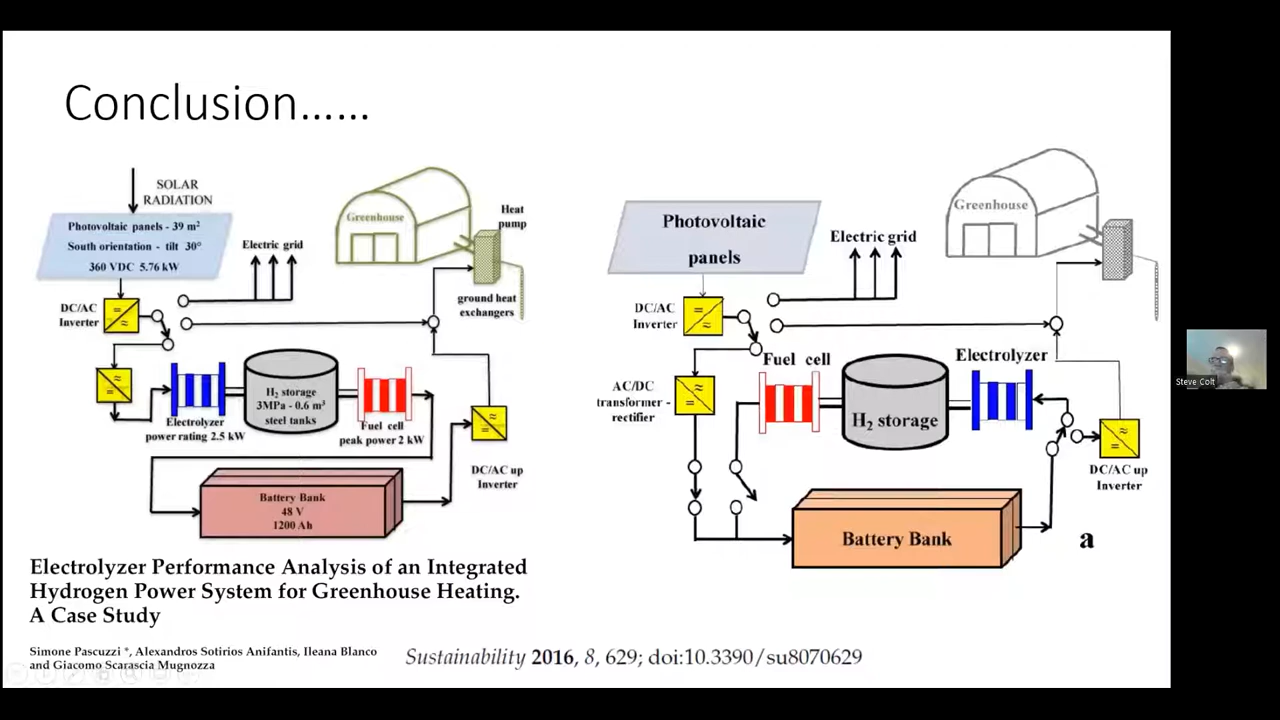 Conclusion……
SOLAR
RADIATION
Photovoltaic panels - 39 m²
South orientation - tilt 30°
360 VDC 5.76 kW
Electric grid
Greenhouse
Heat
pump
ground heat
exchangers
DC/AC
Inverter
H₂ storage
3MPa - 0.6 m³
steel tanks
Electrolyzer
power rating 2.5 kW
Fuel cell
peak power 2 kW
DC/AC up
Inverter
Battery Bank
48 V
1200 Ah
Photovoltaic
panels
Electric grid
Greenhouse
DC/AC
Inverter
Fuel cell
Electrolyzer
AC/DC
transformer -
rectifier
H₂ storage
DC/AC up
Inverter
Battery Bank
a
Electrolyzer Performance Analysis of an Integrated
Hydrogen Power System for Greenhouse Heating.
A Case Study
Simone Pascuzzi *, Alexandros Sotirios Anifantis, Ileana Blanco
and Giacomo Scarascia Mugnozza
Sustainability 2016, 8, 629; doi:10.3390/su8070629
Steve Colt